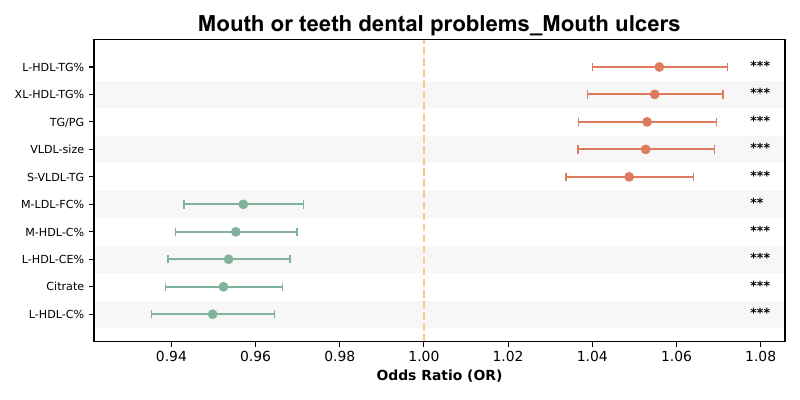 Mouth or teeth dental problems_Mouth ulcers
L-HDL-TG% ***
XL-HDL-TG% ***
TG/PG ***
VLDL-size ***
S-VLDL-TG ***
M-LDL-FC% **
M-HDL-C% ***
L-HDL-CE% ***
Citrate ***
L-HDL-C% ***
0.94 0.96 0.98 1.00 1.02 1.04 1.06 1.08
Odds Ratio (OR)